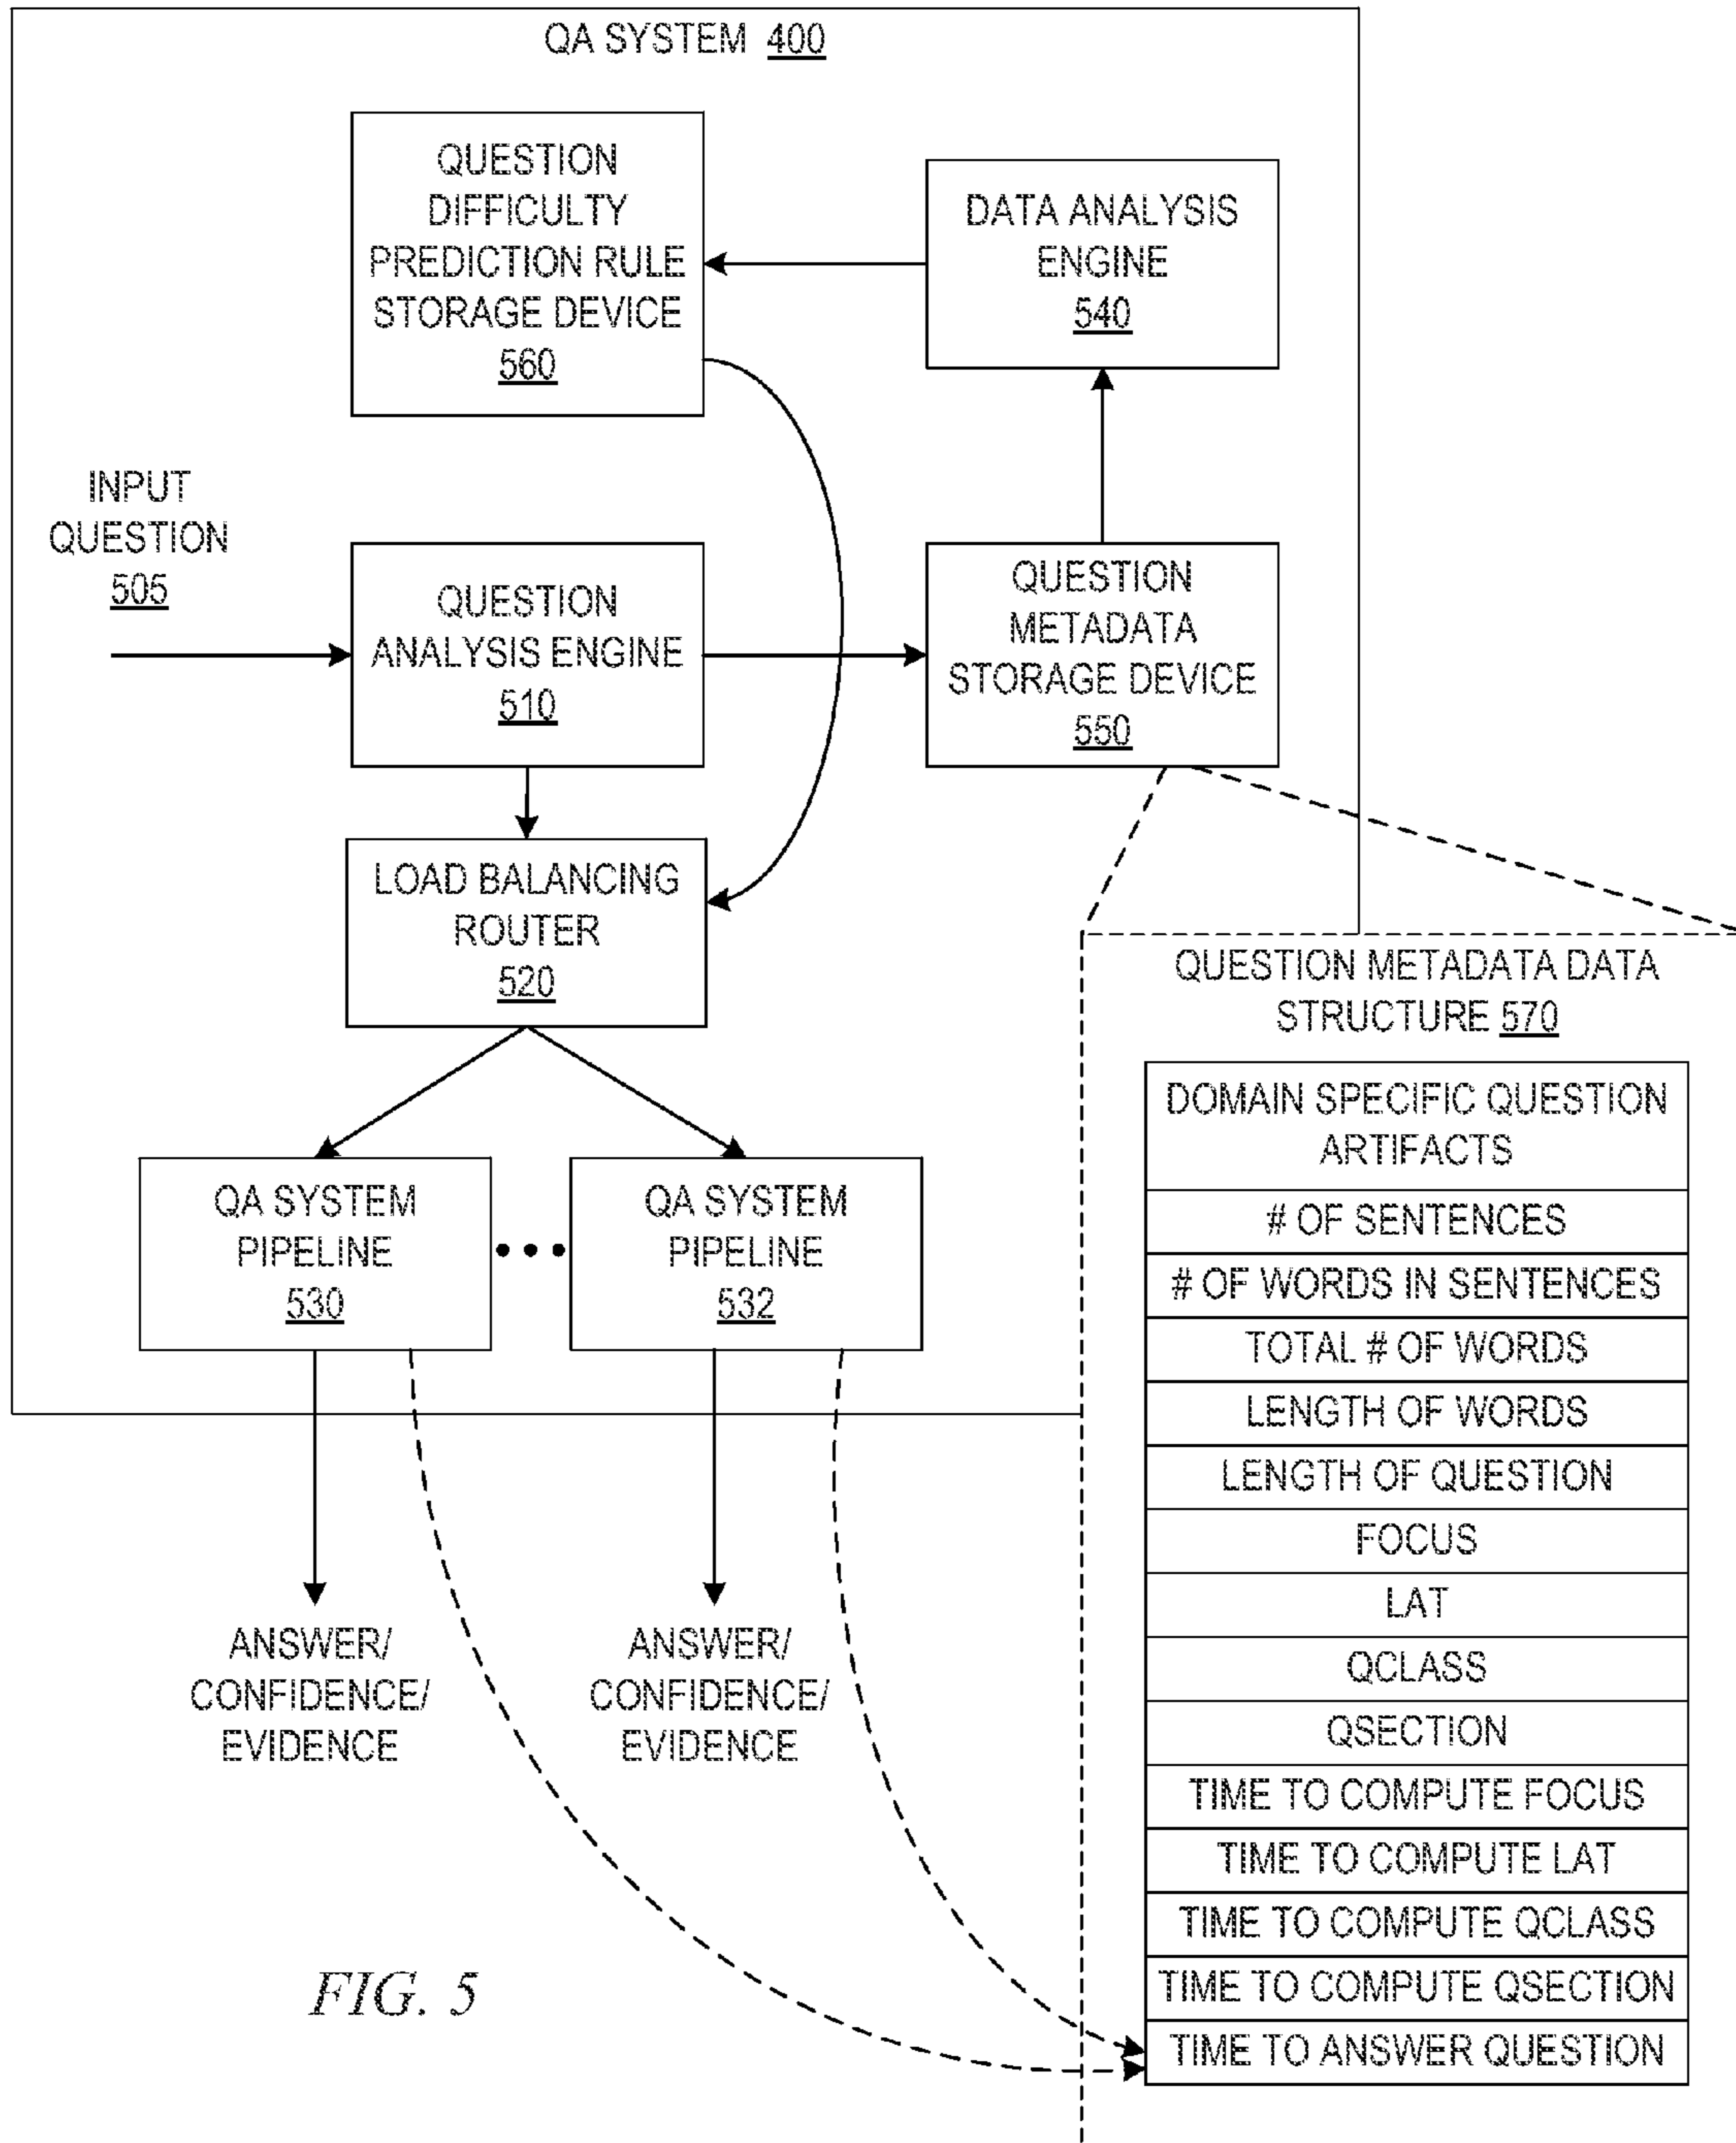 QA SYSTEM 400
QUESTION
DIFFICULTY
PREDICTION RULE
STORAGE DEVICE
560
DATA ANALYSIS
ENGINE
540
INPUT
QUESTION
505
QUESTION
ANALYSIS ENGINE
510
QUESTION
METADATA
STORAGE DEVICE
550
LOAD BALANCING
ROUTER
520
QA SYSTEM
PIPELINE
530
QA SYSTEM
PIPELINE
532
ANSWER/
CONFIDENCE/
EVIDENCE
ANSWER/
CONFIDENCE/
EVIDENCE
QUESTION METADATA DATA
STRUCTURE 570
DOMAIN SPECIFIC QUESTION
ARTIFACTS
# OF SENTENCES
# OF WORDS IN SENTENCES
TOTAL # OF WORDS
LENGTH OF WORDS
LENGTH OF QUESTION
FOCUS
LAT
QCLASS
QSECTION
TIME TO COMPUTE FOCUS
TIME TO COMPUTE LAT
TIME TO COMPUTE QCLASS
TIME TO COMPUTE QSECTION
TIME TO ANSWER QUESTION
FIG. 5